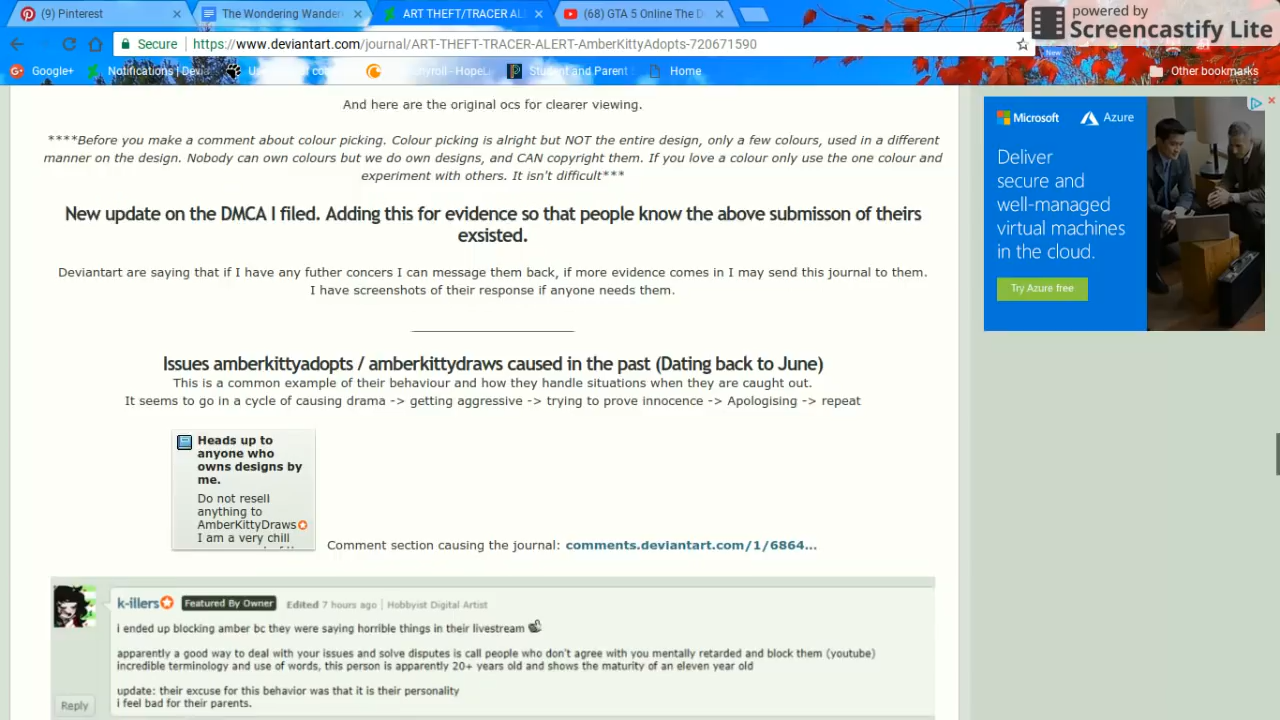 powered by
Screencastify Lite
(9) Pinterest
The Wondering Wander
ART THEFT/TRACER AL
(68) GTA 5 Online The D
Secure
https://www.deviantart.com/journal/ART-THEFT-TRACER-ALERT-AmberKittyAdopts-720671590
New
Google+
Notifications | Devia
Student and Parent
Home
Other bookmarks
And here are the original ocs for clearer viewing.
****Before you make a comment about colour picking. Colour picking is alright but NOT the entire design, only a few colours, used in a different
manner on the design. Nobody can own colours but we do own designs, and CAN copyright them. If you love a colour only use the one colour and
experiment with others. It isn't difficult***
New update on the DMCA I filed. Adding this for evidence so that people know the above submisson of theirs
exsisted.
Deviantart are saying that if I have any futher concers I can message them back, if more evidence comes in I may send this journal to them.
I have screenshots of their response if anyone needs them.
Issues amberkittyadopts / amberkittydraws caused in the past (Dating back to June)
This is a common example of their behaviour and how they handle situations when they are caught out.
It seems to go in a cycle of causing drama -> getting aggressive -> trying to prove innocence -> Apologising -> repeat
Heads up to
anyone who
owns designs by
me.
Do not resell
anything to
AmberKittyDraws
I am a very chill
Comment section causing the journal: comments.deviantart.com/1/6864...
k-illers Featured By Owner Edited 7 hours ago | Hobbyist Digital Artist
i ended up blocking amber bc they were saying horrible things in their livestream
apparently a good way to deal with your issues and solve disputes is call people who don't agree with you mentally retarded and block them (youtube)
incredible terminology and use of words, this person is apparently 20+ years old and shows the maturity of an eleven year old
update: their excuse for this behavior was that it is their personality
i feel bad for their parents.
Reply
Microsoft
Azure
Deliver
secure and
well-managed
virtual machines
in the cloud.
Try Azure free